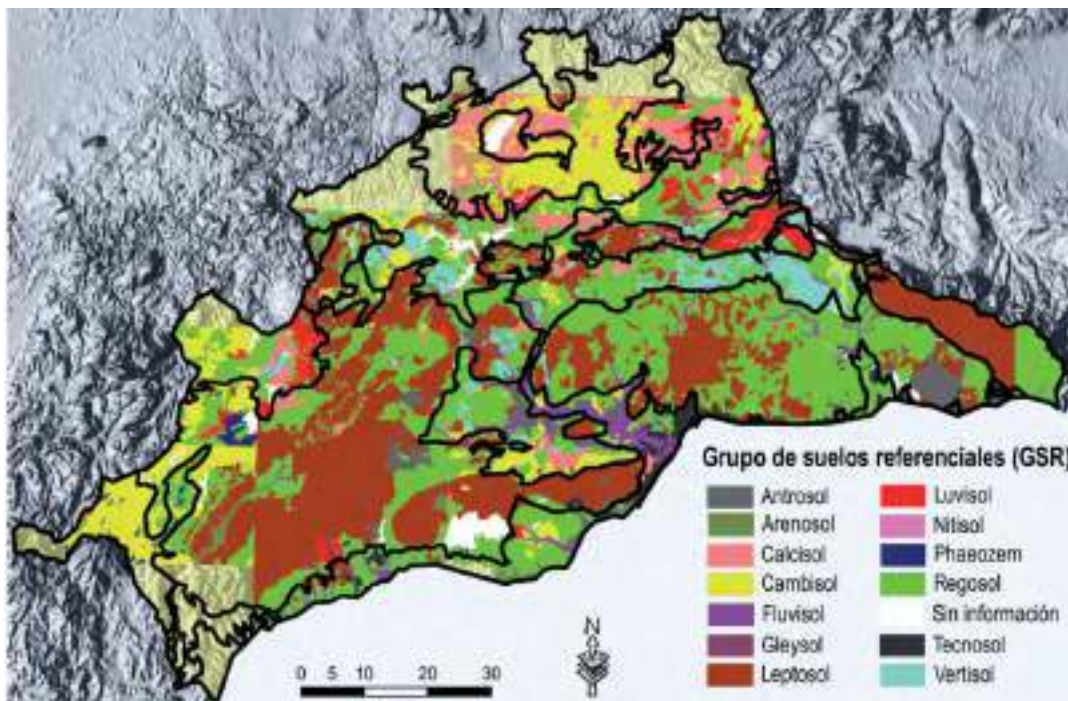 Grupo de suelos referenciales (GSR)
Antrosol
Arenosol
Calcisol
Cambisol
Fluvisol
Gleysol
Leptosol
Luvisol
Nitisol
Phaeozem
Regosol
Sin información
Tecnosol
Vertisol
N
0 5 10 20 30